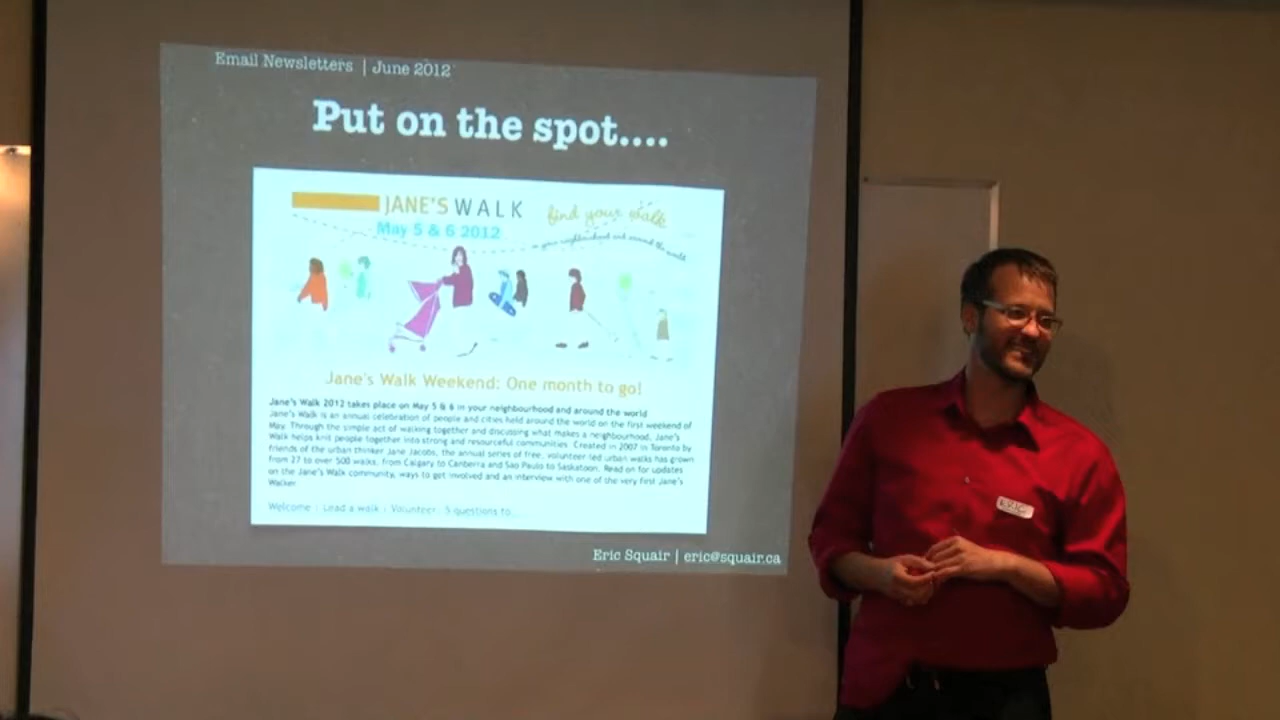 Email Newsletters | June 2012
Put on the spot....
JANE'S WALK
May 5 & 6 2012
find your walk
your neighbourhood and around the world
Jane's Walk Weekend: One month to go!
Jane's Walk 2012 takes place on May 5 & 6 in your neighbourhood and around the world
Jane's Walk is an annual celebration of people and cities held around the world on the first weekend of
May. Through the simple act of walking together and discussing what makes a neighbourhood, Jane's
Walk helps knit people together into strong and resourceful communities. Created in 2007 in Toronto by
friends of the urban thinker Jane Jacobs, the annual series of free, volunteer led urban walks has grown
from 27 to over 500 walks, from Calgary to Canberra and Sao Paulo to Saskatoon. Read on for updates
on the Jane's Walk community, ways to get involved and an interview with one of the very first Jane's
Walker
Welcome | Lead a walk | Volunteer 5 questions to...
Eric Squair | eric@squair.ca
ERIC